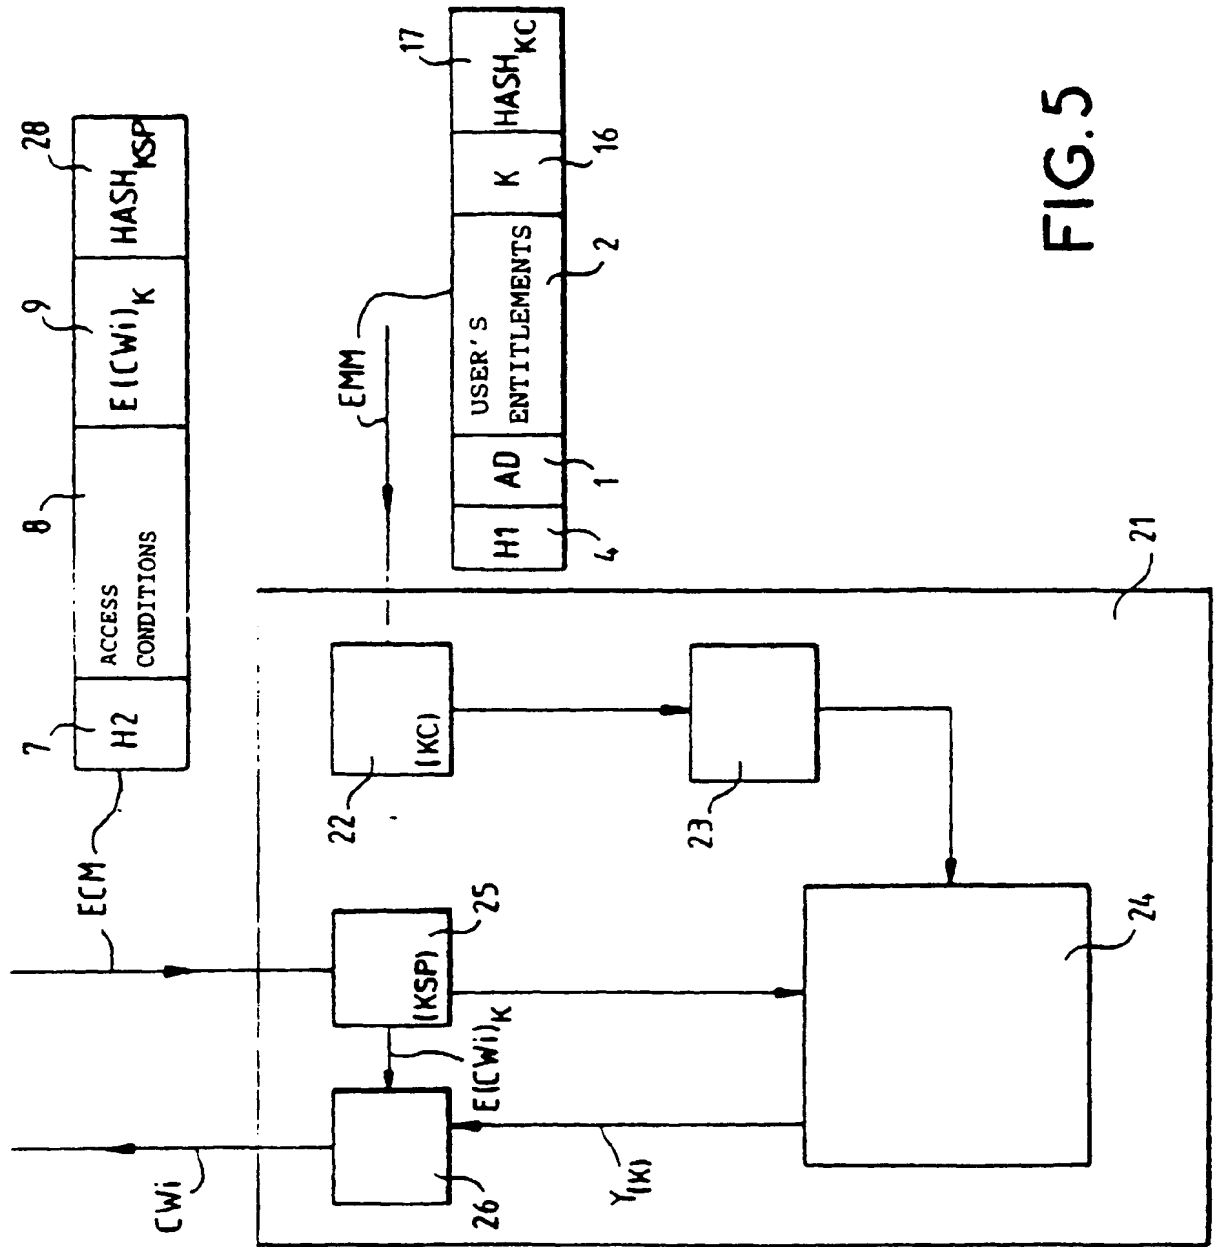 28
HASH KSP
9
E(CWi)K
8
ACCESS
CONDITIONS
7
H2
ECM
17
HASH KC
K
16
EMM
USER'S
ENTITLEMENTS
2
AD
1
H1
4
FIG. 5
21
22
(KC)
23
24
25
(KSP)
E(CWi)K
26
Y(K)
CWi